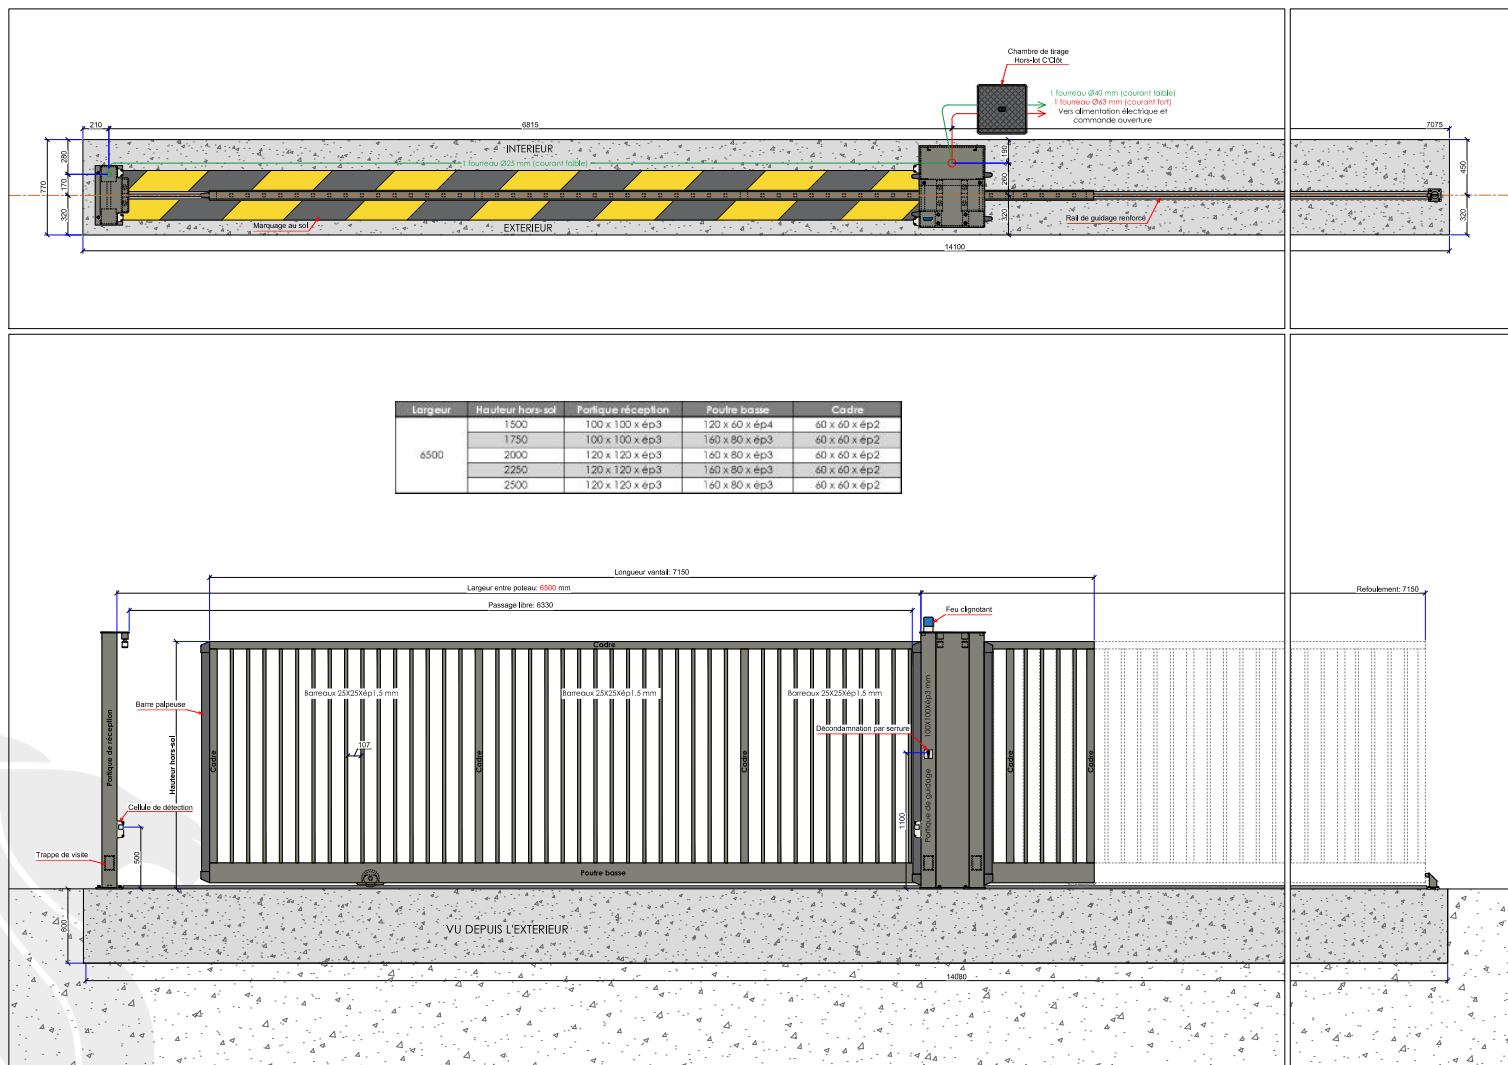 Chambre de tirage
Hors-lot C'Clôt
1 fourreau Ø40 mm (courant faible)
1 fourreau Ø63 mm (courant fort)
Vers alimentation électrique et
commande ouverture
210
6815
7075
INTERIEUR
1 fourreau Ø25 mm (courant faible)
770
280
170
320
190
260
320
450
320
Marquage au sol
EXTERIEUR
Rail de guidage renforcé
14100
Largeur Hauteur hors-sol Portique réception Poutre basse Cadre
6500
1500 100 x 100 x ép3 120 x 60 x ép4 60 x 60 x ép2
1750 100 x 100 x ép3 160 x 80 x ép3 60 x 60 x ép2
2000 120 x 120 x ép3 160 x 80 x ép3 60 x 60 x ép2
2250 120 x 120 x ép3 160 x 80 x ép3 60 x 60 x ép2
2500 120 x 120 x ép3 160 x 80 x ép3 60 x 60 x ép2
Longueur vantail: 7150
Largeur entre poteau: 6500 mm
Refoulement: 7150
Passage libre: 6330
Feu clignotant
Cadre
Barreaux 25X25Xép1,5 mm
Barreaux 25X25Xép1,5 mm
Barreaux 25X25Xép1,5 mm
Barre palpeuse
Décondamnation par serrure
107
Portique de réception
Hauteur hors-sol
Cadre
Cadre
Cadre
Portique de guidage 100X100Xép3 mm
Cadre
Cadre
Cellule de détection
1100
500
Trappe de visite
Poutre basse
600
VU DEPUIS L'EXTERIEUR
14080